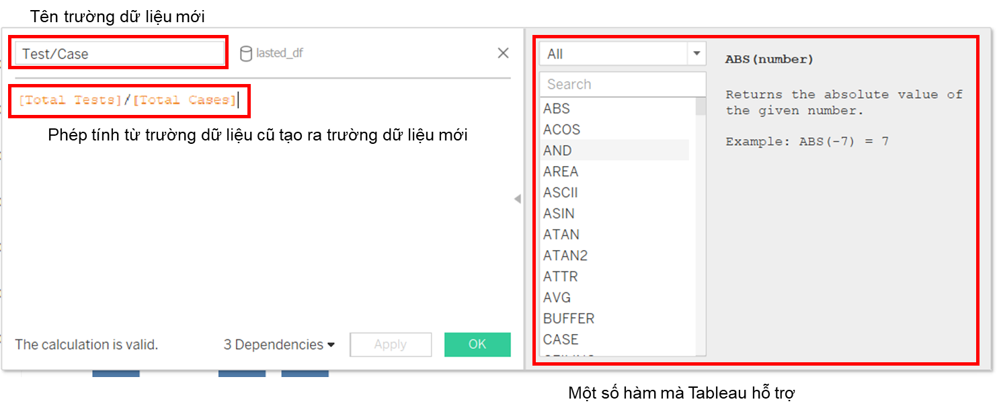 Tên trường dữ liệu mới
Test/Case
lasted_df
[Total Tests]/[Total Cases]
Phép tính từ trường dữ liệu cũ tạo ra trường dữ liệu mới
The calculation is valid.
3 Dependencies
Apply
OK
All
Search
ABS
ACOS
AND
AREA
ASCII
ASIN
ATAN
ATAN2
ATTR
AVG
BUFFER
CASE
ABS(number)
Returns the absolute value of
the given number.
Example: ABS(-7) = 7
Một số hàm mà Tableau hỗ trợ